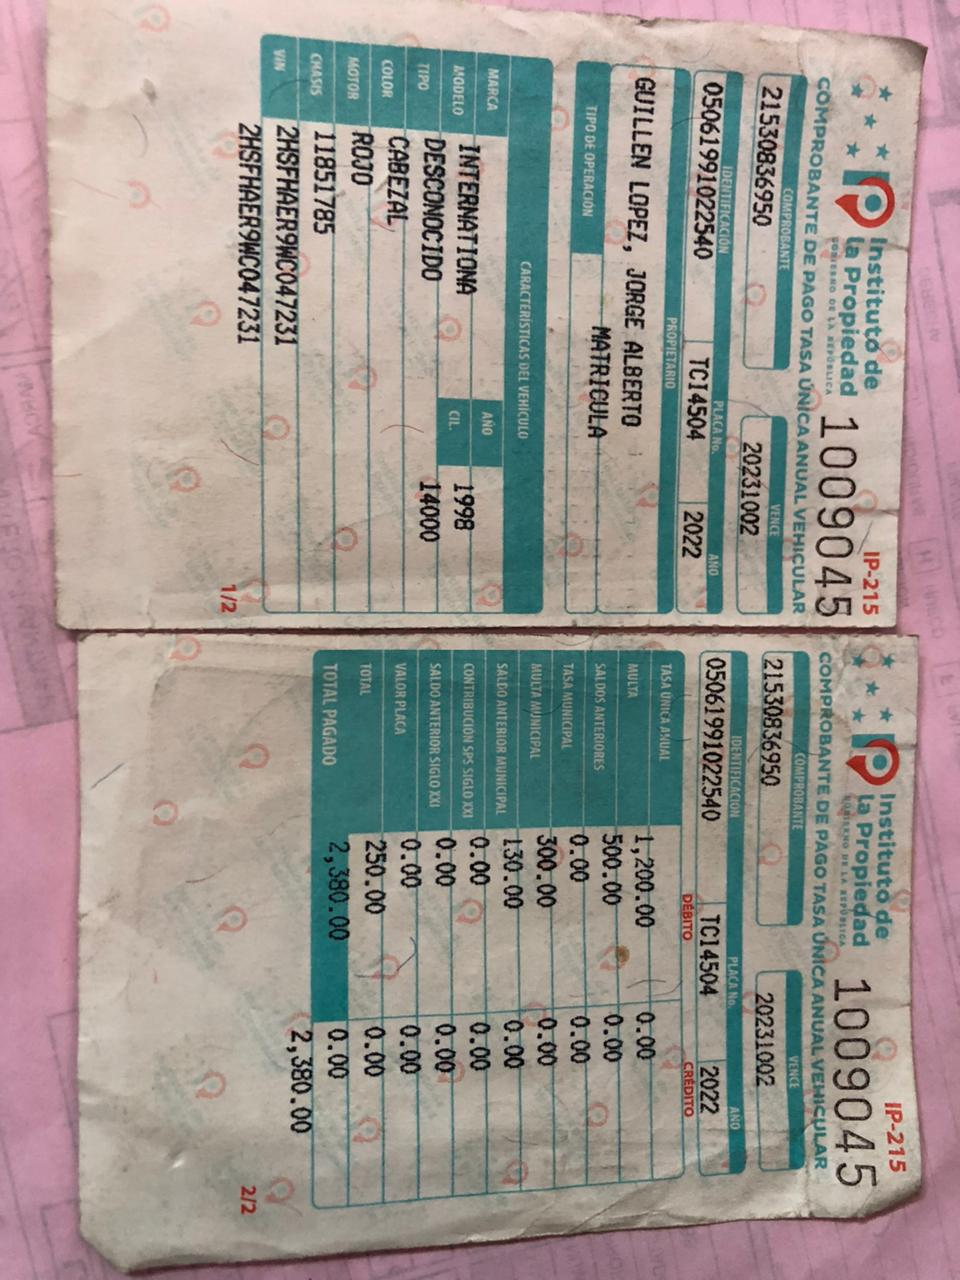 Instituto de
la Propiedad
GOBIERNO DE LA REPÚBLICA
IP-215
1009045
COMPROBANTE DE PAGO TASA ÚNICA ANUAL VEHICULAR
COMPROBANTE VENCE
21530836950 20231002
IDENTIFICACIÓN PLACA No. AÑO
05061991022540 TCI4504 2022
PROPIETARIO
GUILLEN LOPEZ, JORGE ALBERTO
TIPO DE OPERACIÓN MATRICULA
CARACTERÍSTICAS DEL VEHÍCULO
MARCA INTERNATIONA AÑO 1998
MODELO DESCONOCIDO CIL. 14000
TIPO CABEZAL
COLOR ROJO
MOTOR 11851785
CHASIS 2HSFHAER9WC047231
VIN 2HSFHAER9WC047231
1/2
Instituto de
la Propiedad
GOBIERNO DE LA REPÚBLICA
IP-215
1009045
COMPROBANTE DE PAGO TASA ÚNICA ANUAL VEHICULAR
COMPROBANTE VENCE
21530836950 20231002
IDENTIFICACION PLACA No. AÑO
05061991022540 TCI4504 2022
DÉBITO CRÉDITO
TASA ÚNICA ANUAL 1,200.00 0.00
MULTA 500.00 0.00
SALDOS ANTERIORES 0.00 0.00
TASA MUNICIPAL 300.00 0.00
MULTA MUNICIPAL 130.00 0.00
SALDO ANTERIOR MUNICIPAL 0.00 0.00
CONTRIBUCIÓN SPS SIGLO XXI 0.00 0.00
SALDO ANTERIOR SIGLO XXI 0.00 0.00
VALOR PLACA 250.00 0.00
TOTAL 2,380.00 0.00
TOTAL PAGADO 2,380.00
2/2